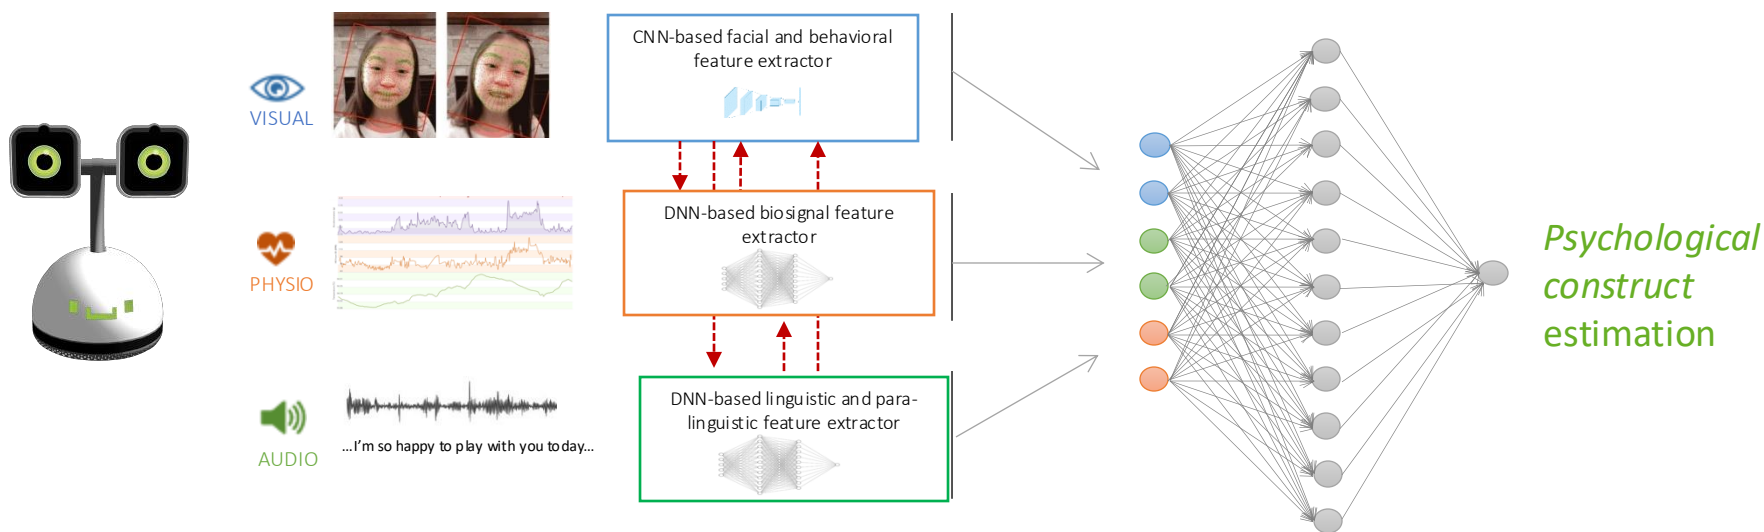 VISUAL
CNN-based facial and behavioral
feature extractor
PHYSIO
DNN-based biosignal feature
extractor
AUDIO
...I'm so happy to play with you today...
DNN-based linguistic and para-
linguistic feature extractor
Psychological
construct
estimation